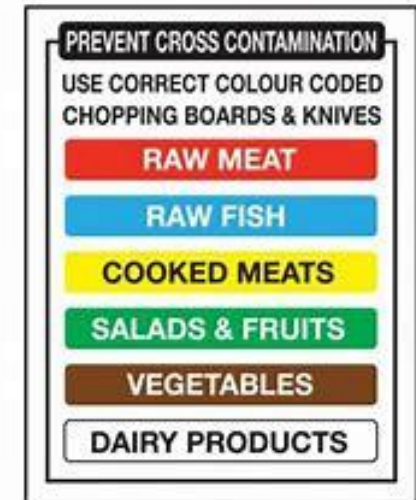 PREVENT CROSS CONTAMINATION
USE CORRECT COLOUR CODED
CHOPPING BOARDS & KNIVES
RAW MEAT
RAW FISH
COOKED MEATS
SALADS & FRUITS
VEGETABLES
DAIRY PRODUCTS